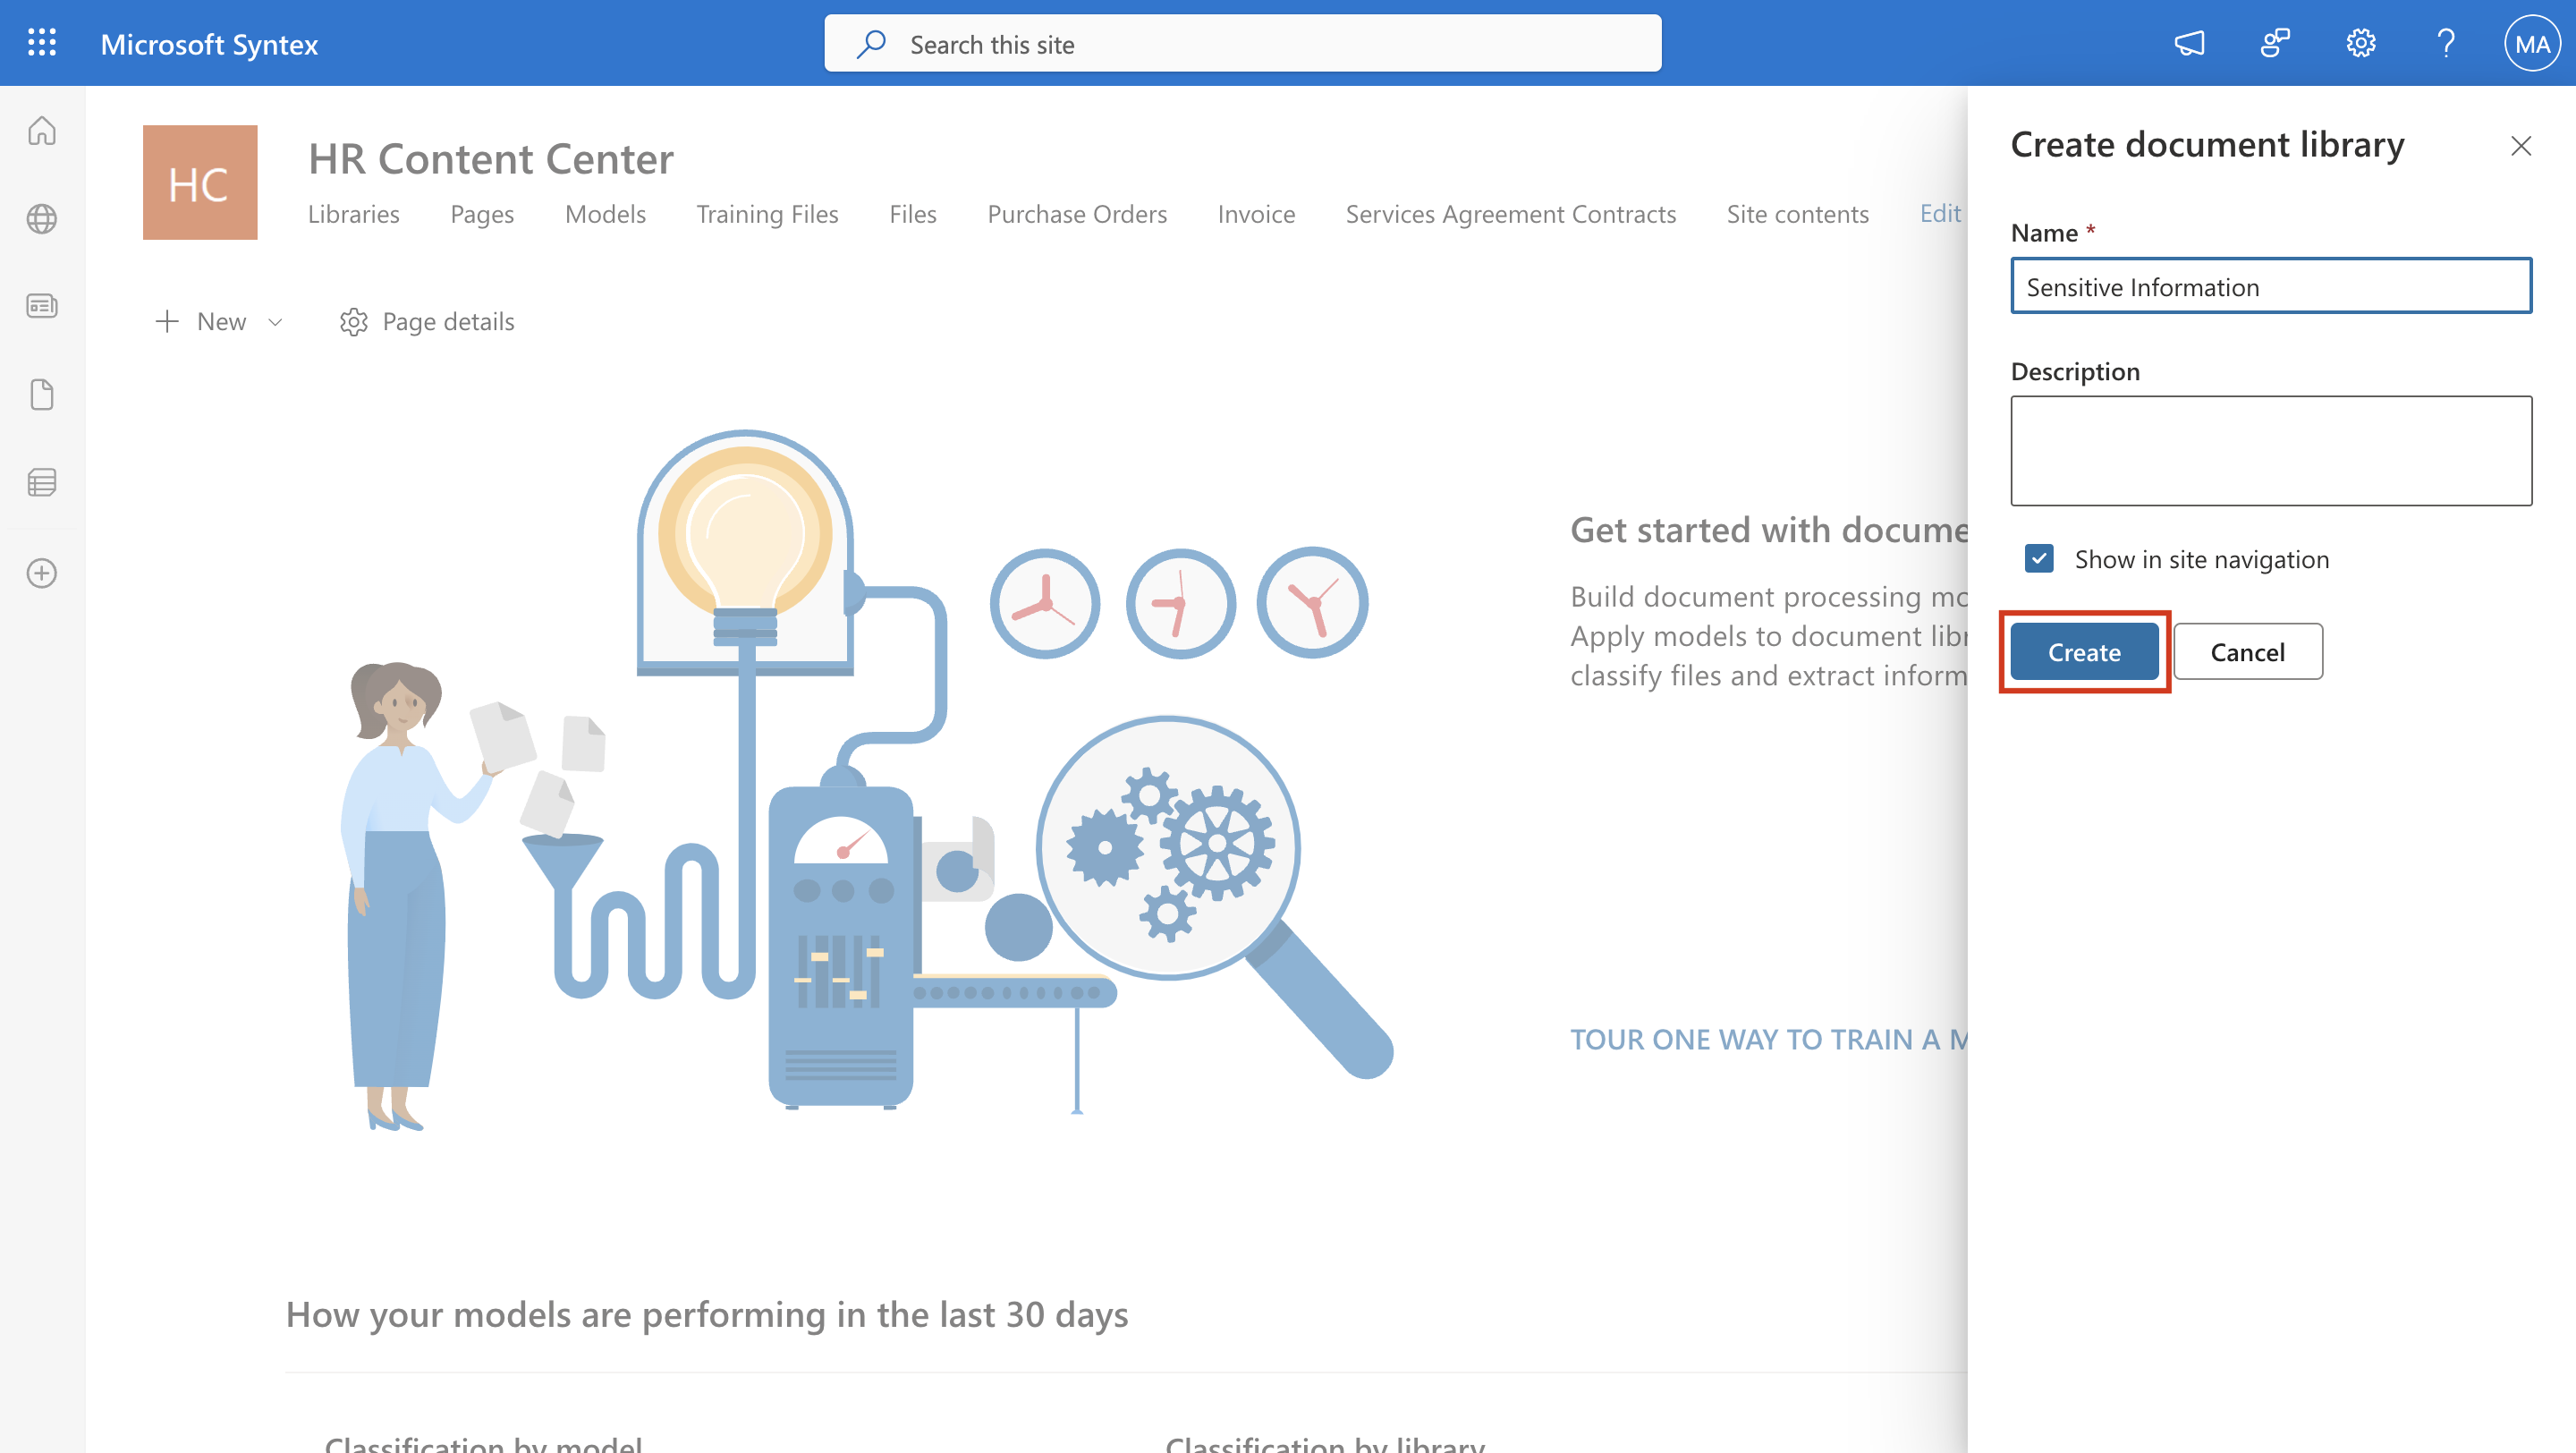 Microsoft Syntex
Search this site
MA
HC
HR Content Center
Libraries Pages Models Training Files Files Purchase Orders Invoice Services Agreement Contracts Site contents Edit
New
Page details
Get started with docume
Build document processing mo
Apply models to document libr
classify files and extract inform
TOUR ONE WAY TO TRAIN A M
How your models are performing in the last 30 days
Classification by model
Classification by library
Create document library
Name *
Sensitive Information
Description
Show in site navigation
Create
Cancel